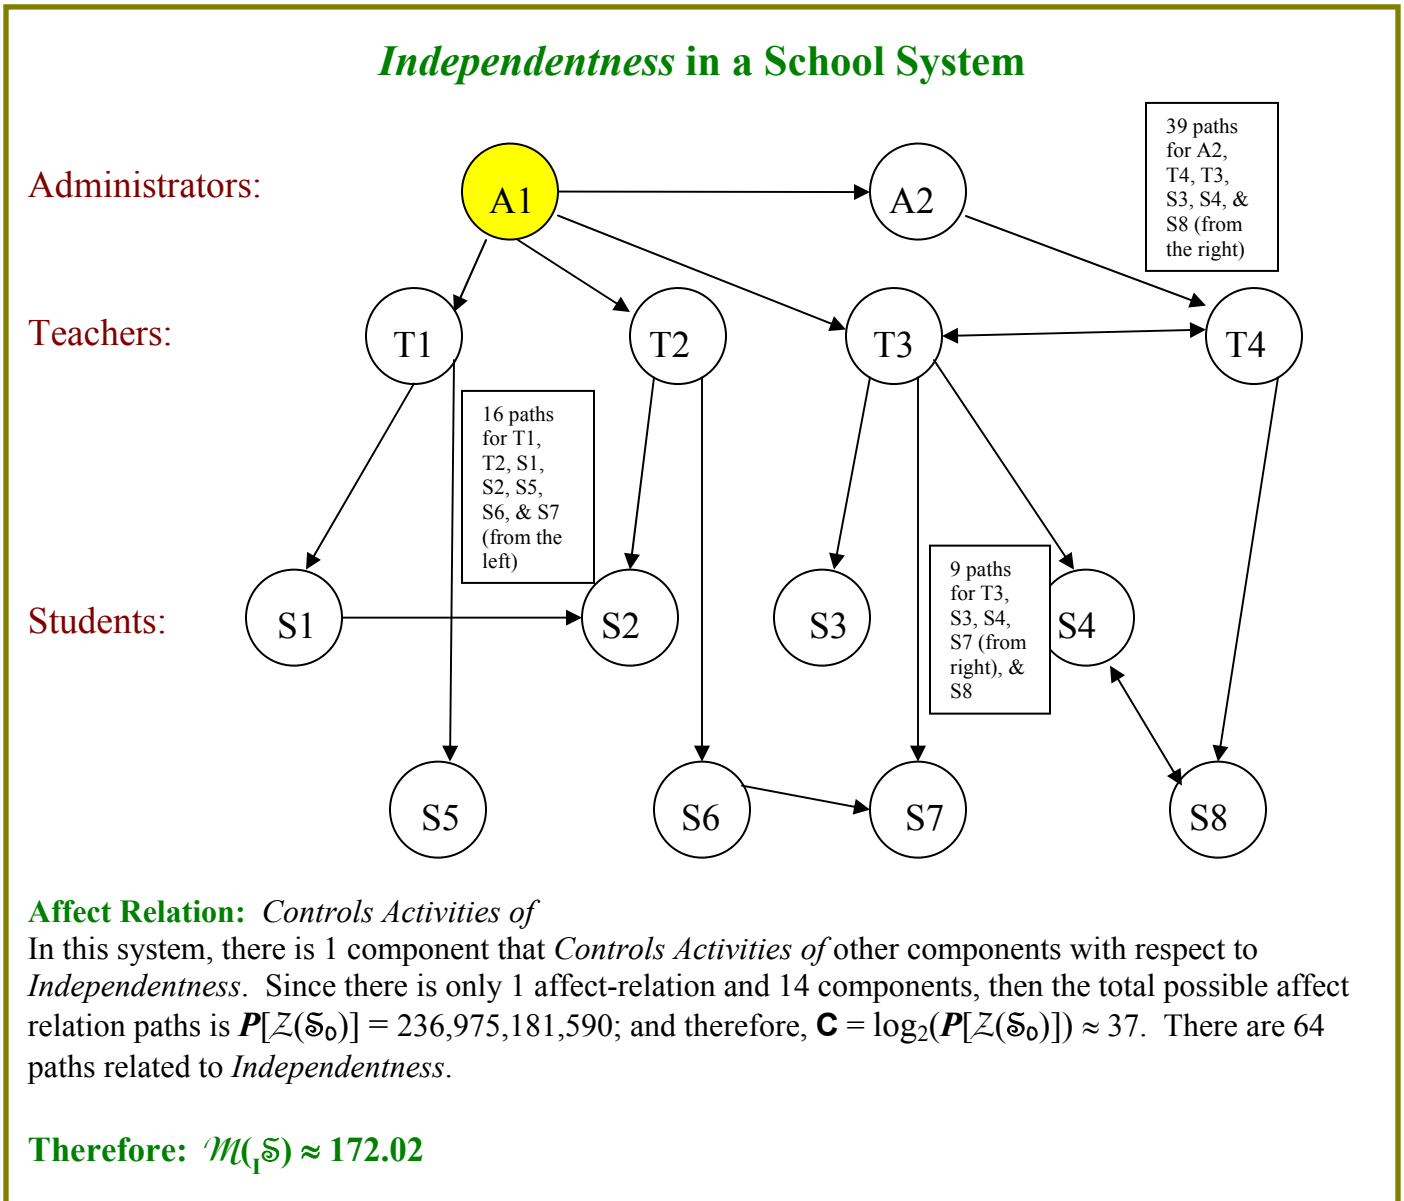 Independentness in a School System
Administrators:
A1
A2
39 paths
for A2,
T4, T3,
S3, S4, &
S8 (from
the right)
Teachers:
T1
T2
T3
T4
16 paths
for T1,
T2, S1,
S2, S5,
S6, & S7
(from the
left)
9 paths
for T3,
S3, S4,
S7 (from
right), &
S8
Students:
S1
S2
S3
S4
S5
S6
S7
S8
Affect Relation: Controls Activities of
In this system, there is 1 component that Controls Activities of other components with respect to
Independentness. Since there is only 1 affect-relation and 14 components, then the total possible affect
relation paths is P[Z(𝕊₀)] = 236,975,181,590; and therefore, C = log₂(P[Z(𝕊₀)]) ≈ 37. There are 64
paths related to Independentness.
Therefore: ℳ(ᵢ𝕊) ≈ 172.02